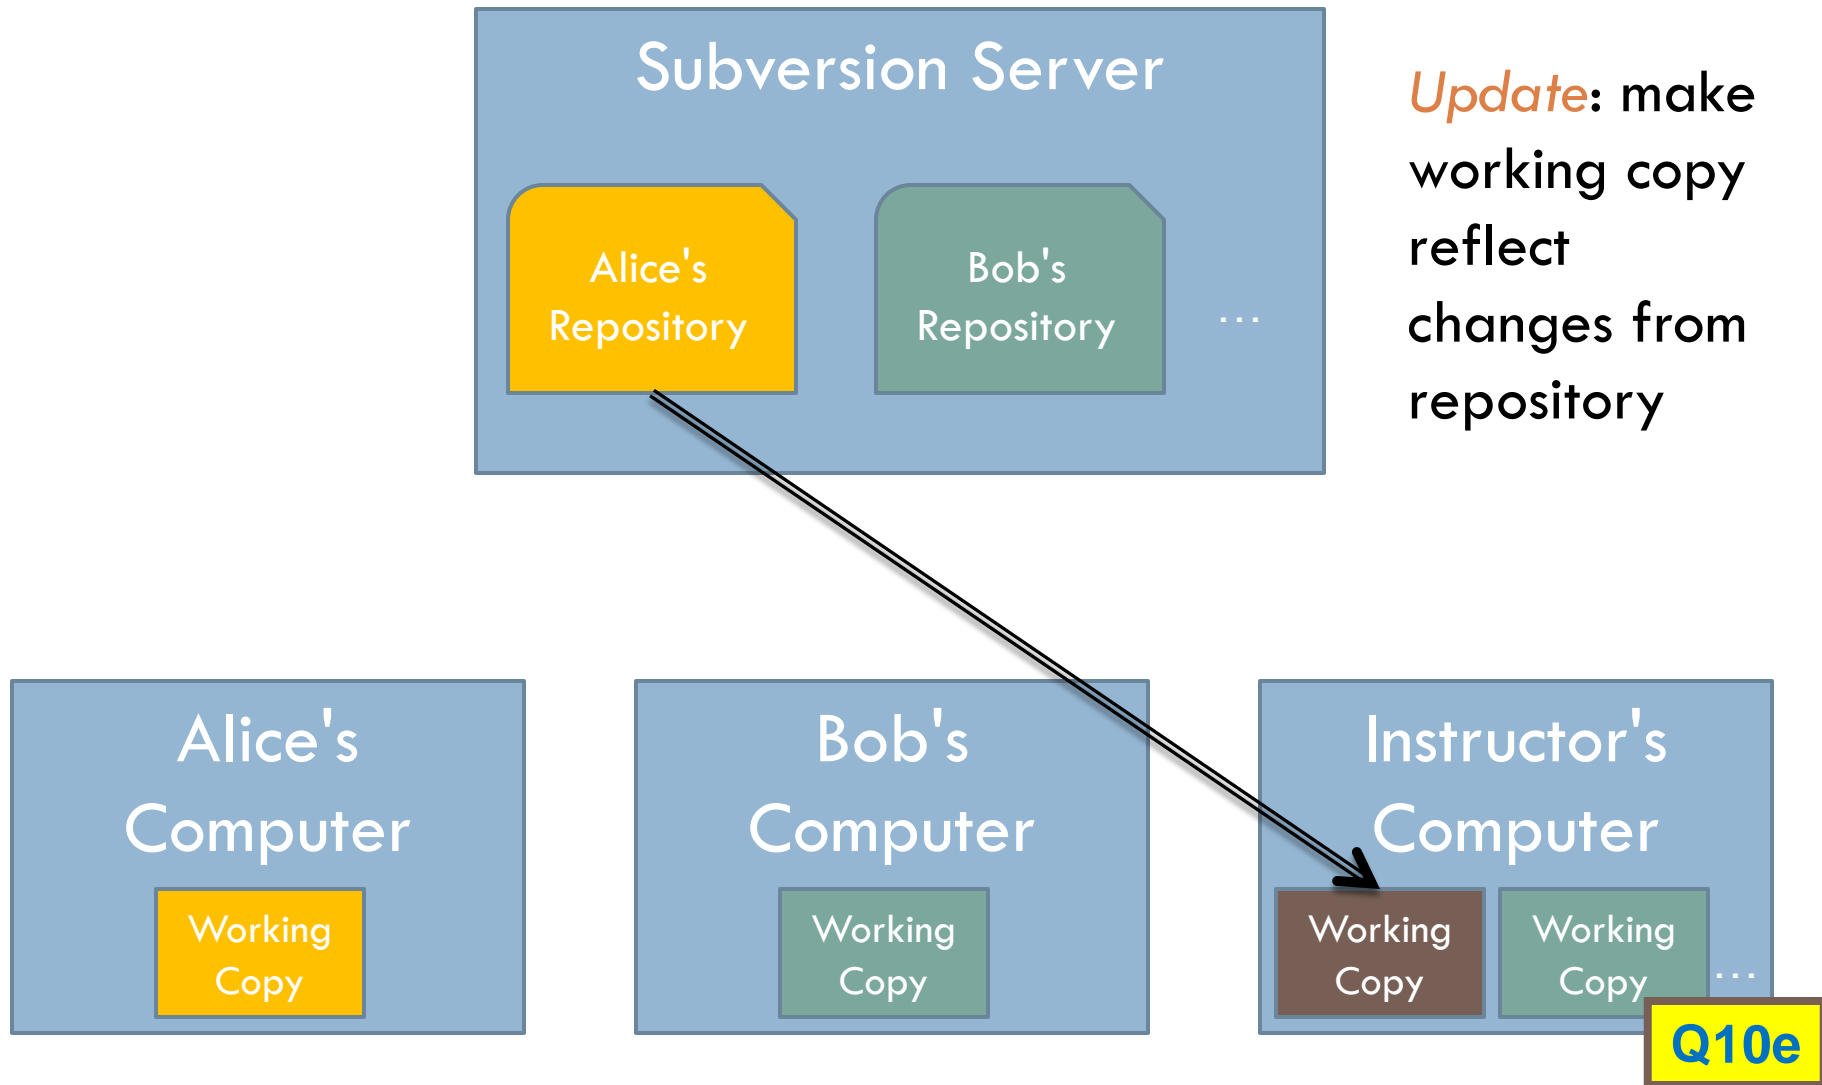 Subversion Server
Update: make
working copy
reflect
changes from
repository
Alice's
Repository
Bob's
Repository
...
Alice's
Computer
Working
Copy
Bob's
Computer
Working
Copy
Instructor's
Computer
Working
Copy
Working
Copy
...
Q10e